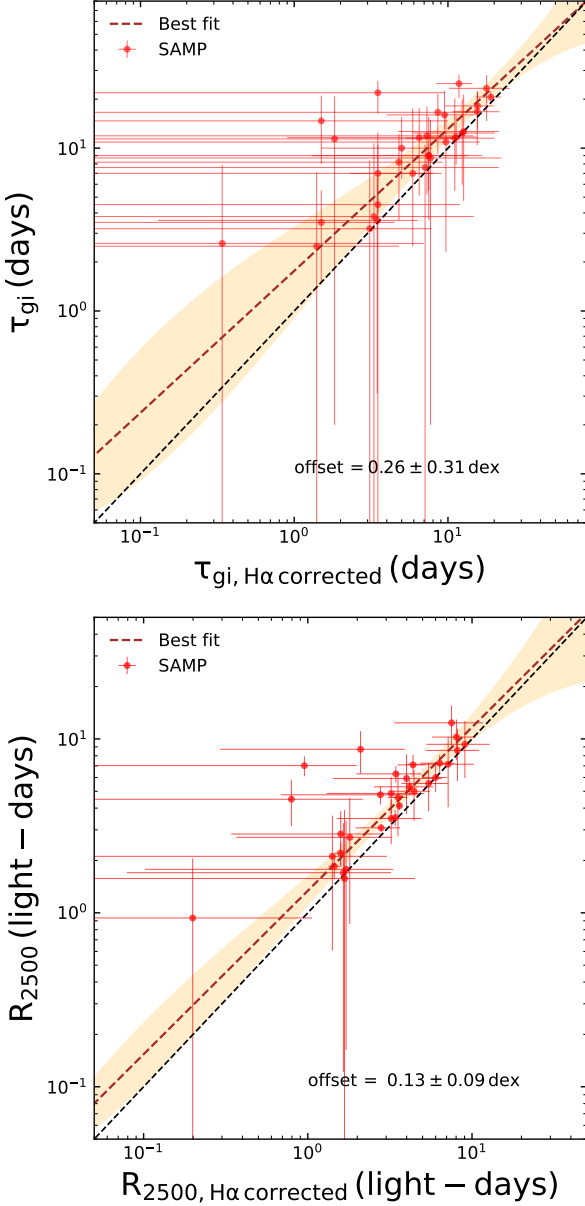 Best fit
SAMP
10¹
10⁰
10⁻¹
τgi (days)
offset = 0.26 ± 0.31 dex
10⁻¹ 10⁰ 10¹
τgi, Hα corrected (days)
Best fit
SAMP
10¹
10⁰
10⁻¹
R2500 (light − days)
offset = 0.13 ± 0.09 dex
10⁻¹ 10⁰ 10¹
R2500, Hα corrected (light − days)